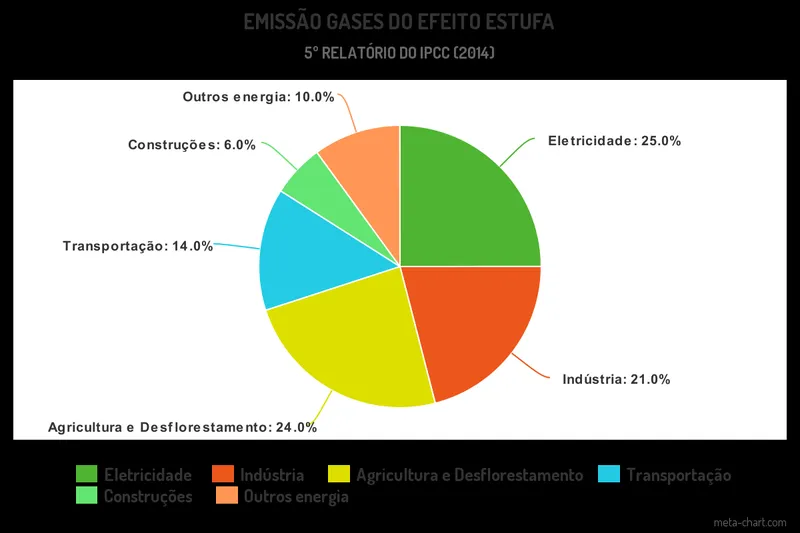 EMISSÃO GASES DO EFEITO ESTUFA
5º RELATÓRIO DO IPCC (2014)
Outros energia: 10.0%
Eletricidade: 25.0%
Construções: 6.0%
Transportação: 14.0%
Indústria: 21.0%
Agricultura e Desflorestamento: 24.0%
Eletricidade Indústria Agricultura e Desflorestamento Transportação
Construções Outros energia
meta-chart.com